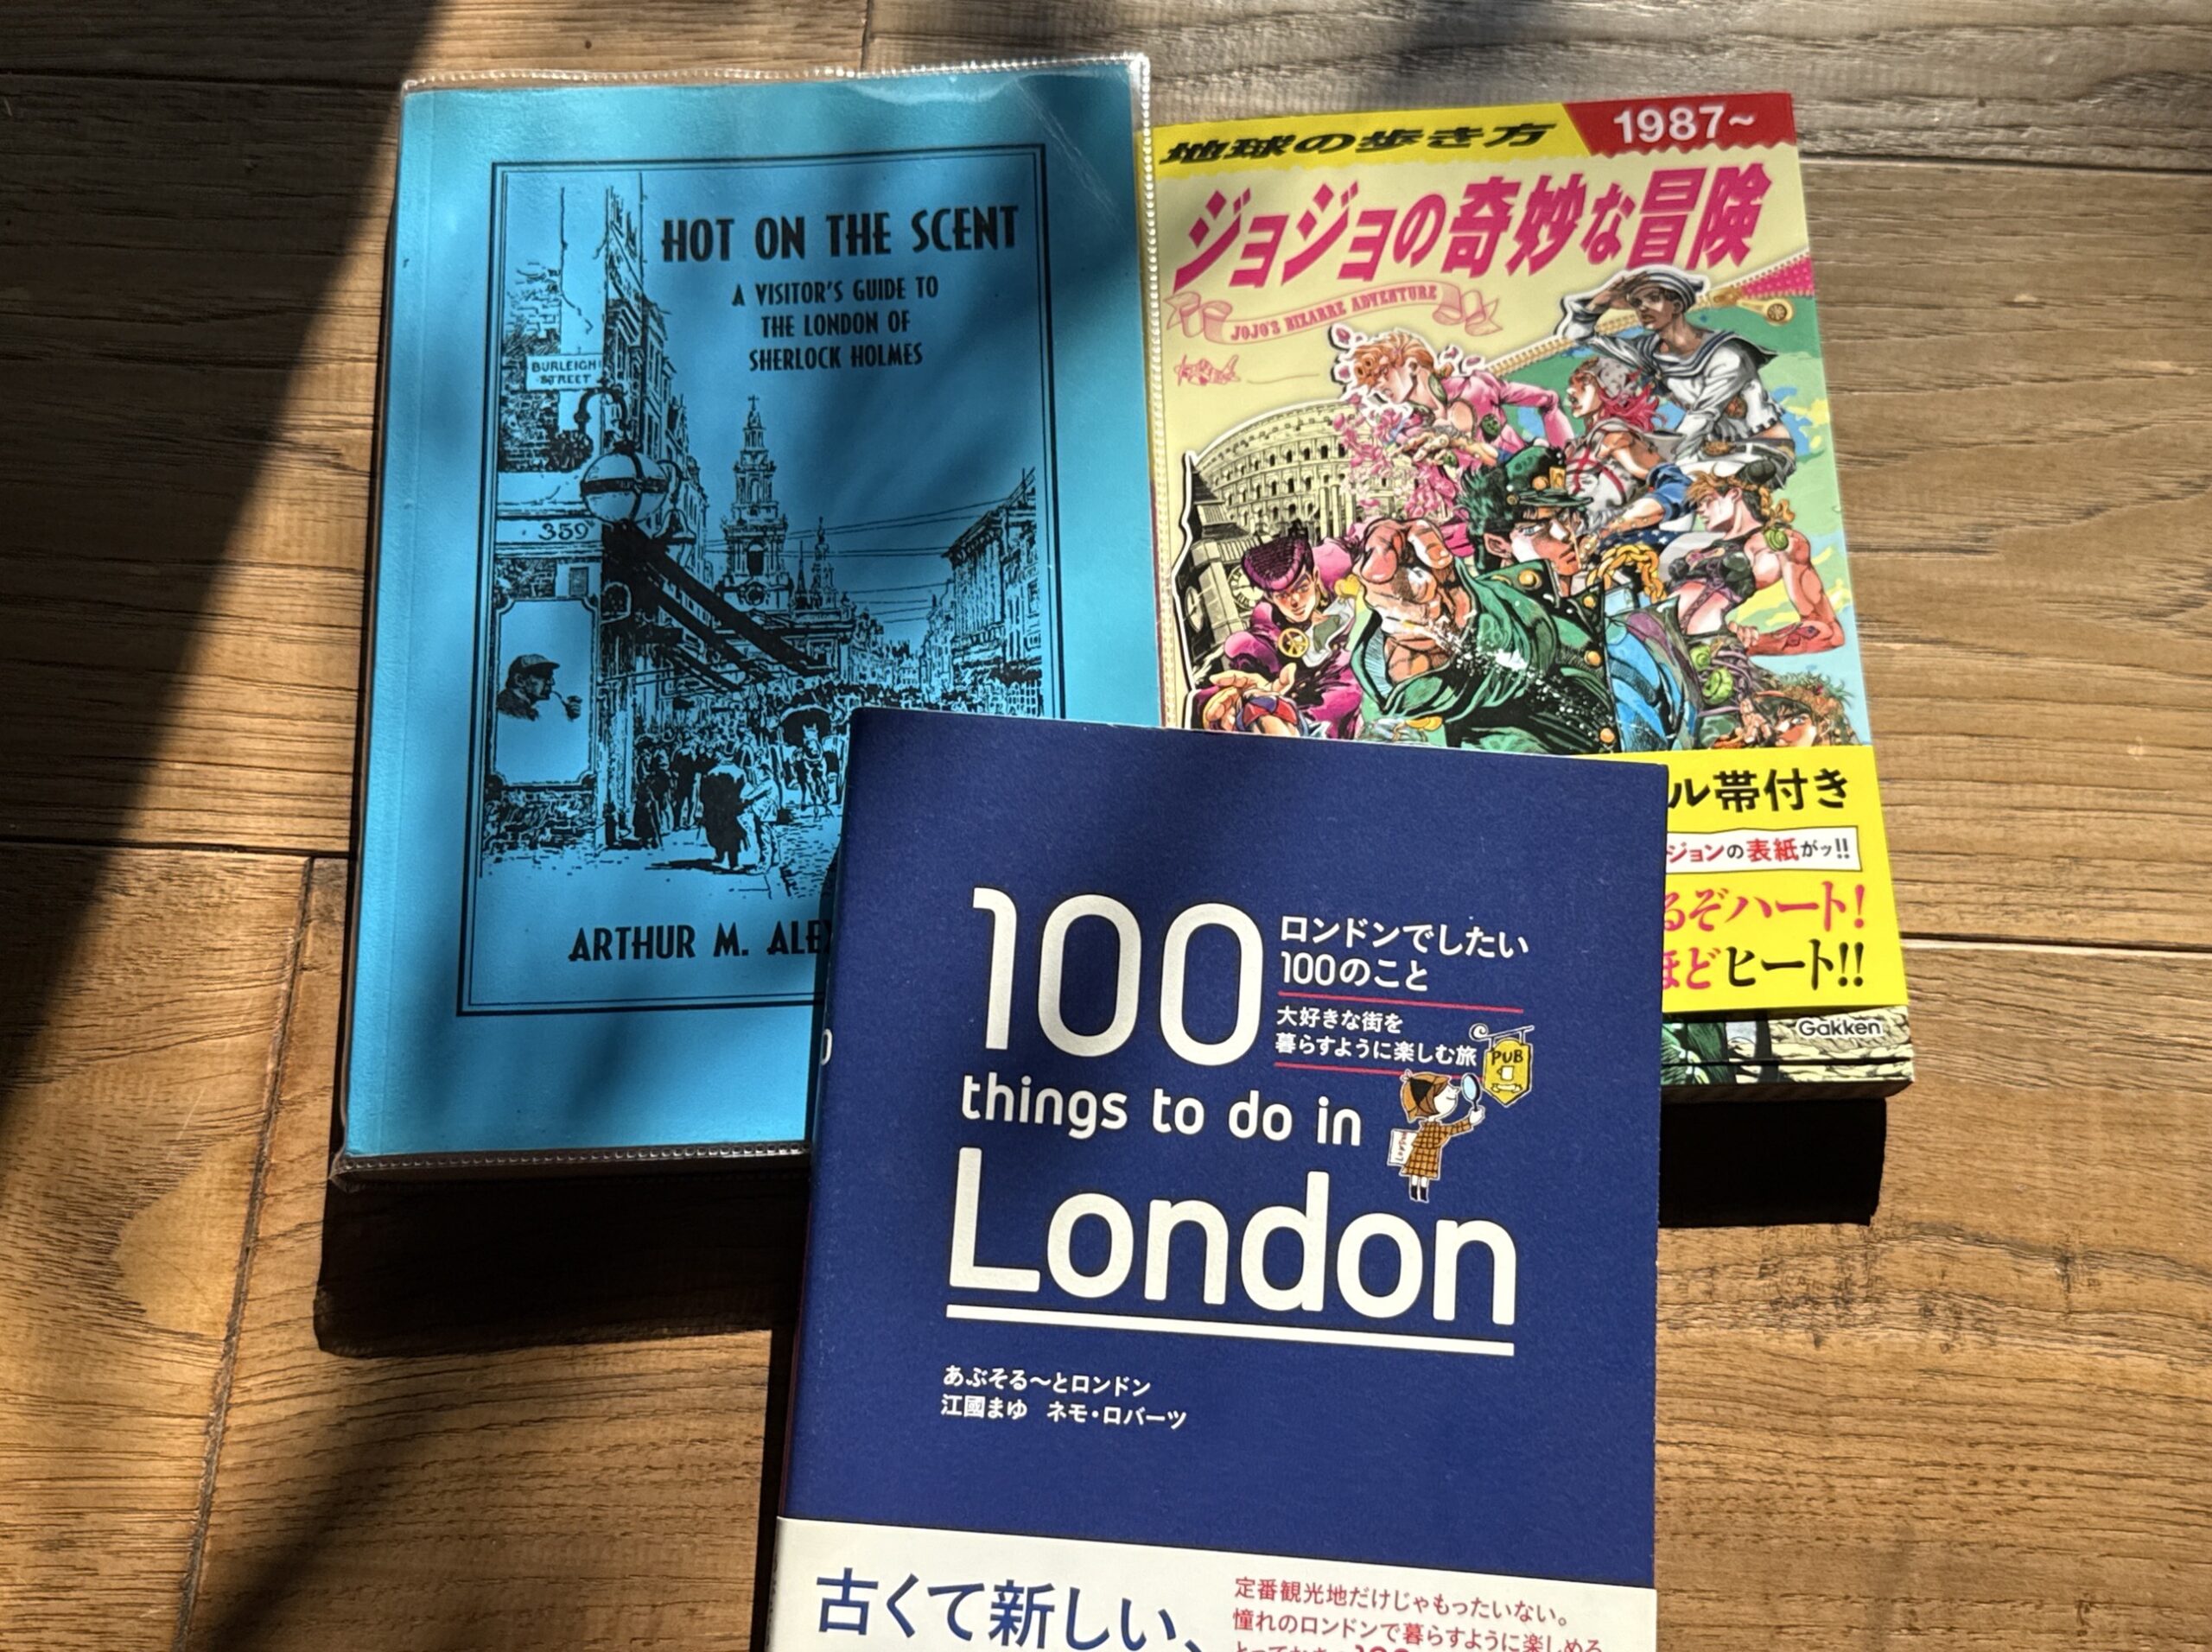 HOT ON THE SCENT
A VISITOR'S GUIDE TO
THE LONDON OF
SHERLOCK HOLMES
BURLEIGH
STREET
359
ARTHUR M. ALEX
地球の歩き方
1987~
ジョジョの奇妙な冒険
JOJO'S BIZARRE ADVENTURE
ル帯付き
ジョンの表紙がッ!!
るぞハート!
ほどヒート!!
Gakken
100
ロンドンでしたい
100のこと
大好きな街を
暮らすように楽しむ旅
PUB
things to do in
London
あぶそる〜とロンドン
江國まゆ ネモ・ロバーツ
古くて新しい、
定番観光地だけじゃもったいない。
憧れのロンドンで暮らすように楽しめる